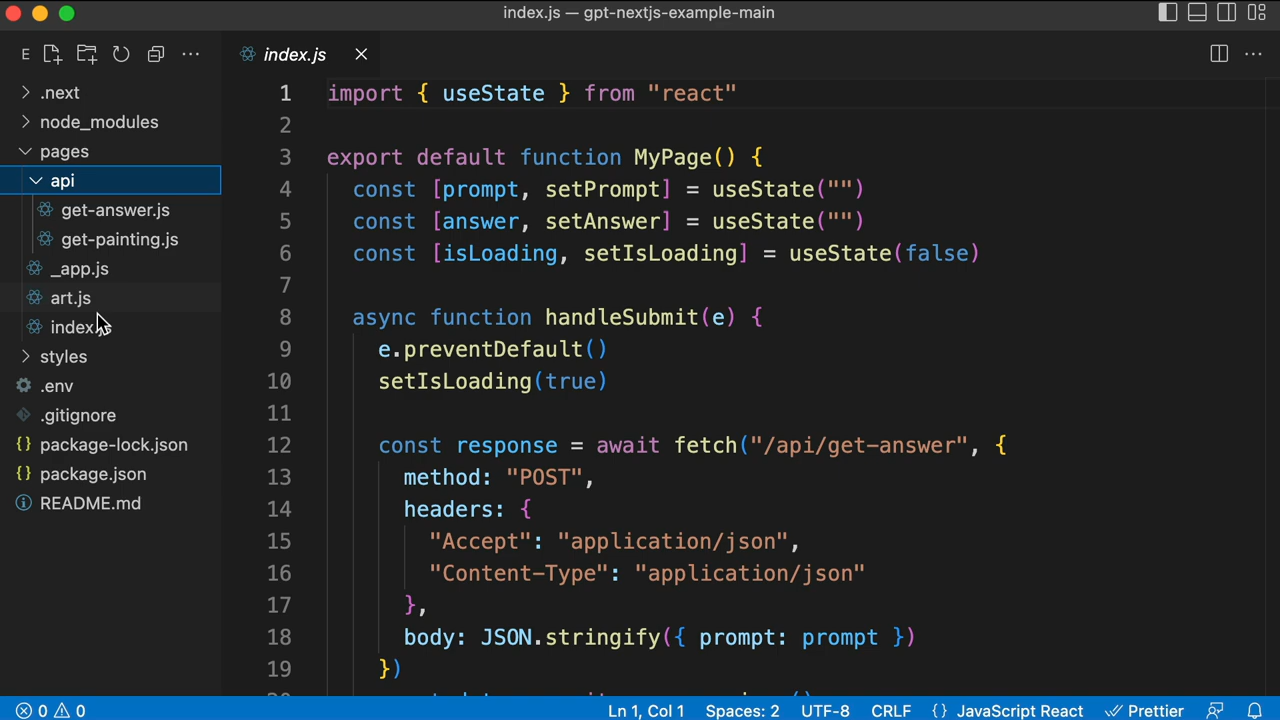 index.js — gpt-nextjs-example-main
E
index.js
.next
node_modules
pages
api
get-answer.js
get-painting.js
_app.js
art.js
styles
.env
.gitignore
package-lock.json
package.json
README.md
1 import { useState } from "react"
2
3 export default function MyPage() {
4 const [prompt, setPrompt] = useState("")
5 const [answer, setAnswer] = useState("")
6 const [isLoading, setIsLoading] = useState(false)
7
8 async function handleSubmit(e) {
9 e.preventDefault()
10 setIsLoading(true)
11
12 const response = await fetch("/api/get-answer", {
13 method: "POST",
14 headers: {
15 "Accept": "application/json",
16 "Content-Type": "application/json"
17 },
18 body: JSON.stringify({ prompt: prompt })
19 })
0 0 Ln 1, Col 1 Spaces: 2 UTF-8 CRLF {} JavaScript React Prettier